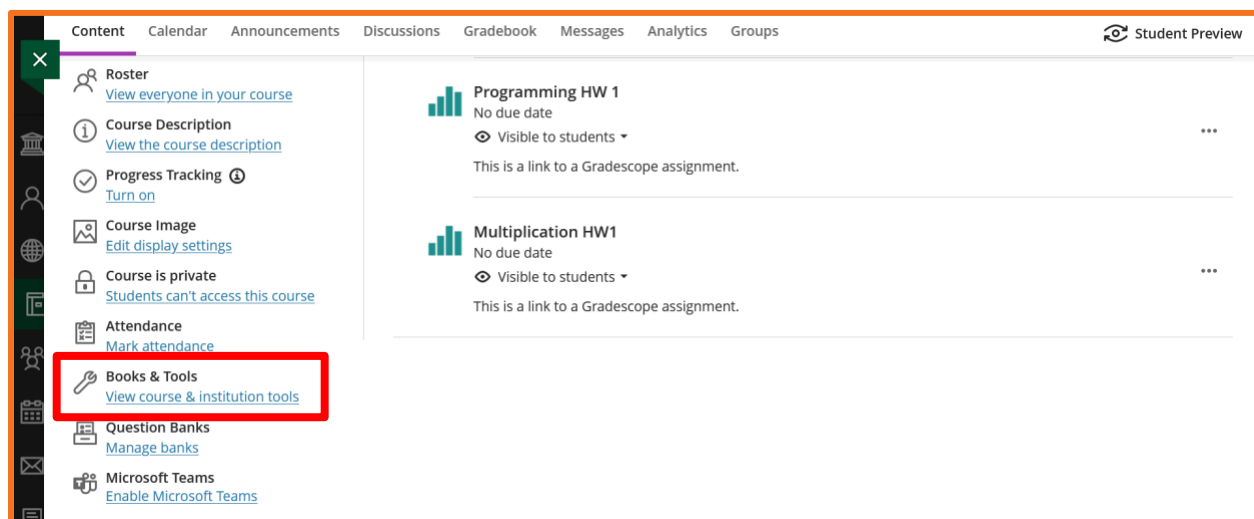 Content Calendar Announcements Discussions Gradebook Messages Analytics Groups Student Preview
Roster
View everyone in your course
Course Description
View the course description
Progress Tracking
Turn on
Course Image
Edit display settings
Course is private
Students can't access this course
Attendance
Mark attendance
Books & Tools
View course & institution tools
Question Banks
Manage banks
Microsoft Teams
Enable Microsoft Teams
Programming HW 1
No due date
Visible to students
This is a link to a Gradescope assignment.
Multiplication HW1
No due date
Visible to students
This is a link to a Gradescope assignment.